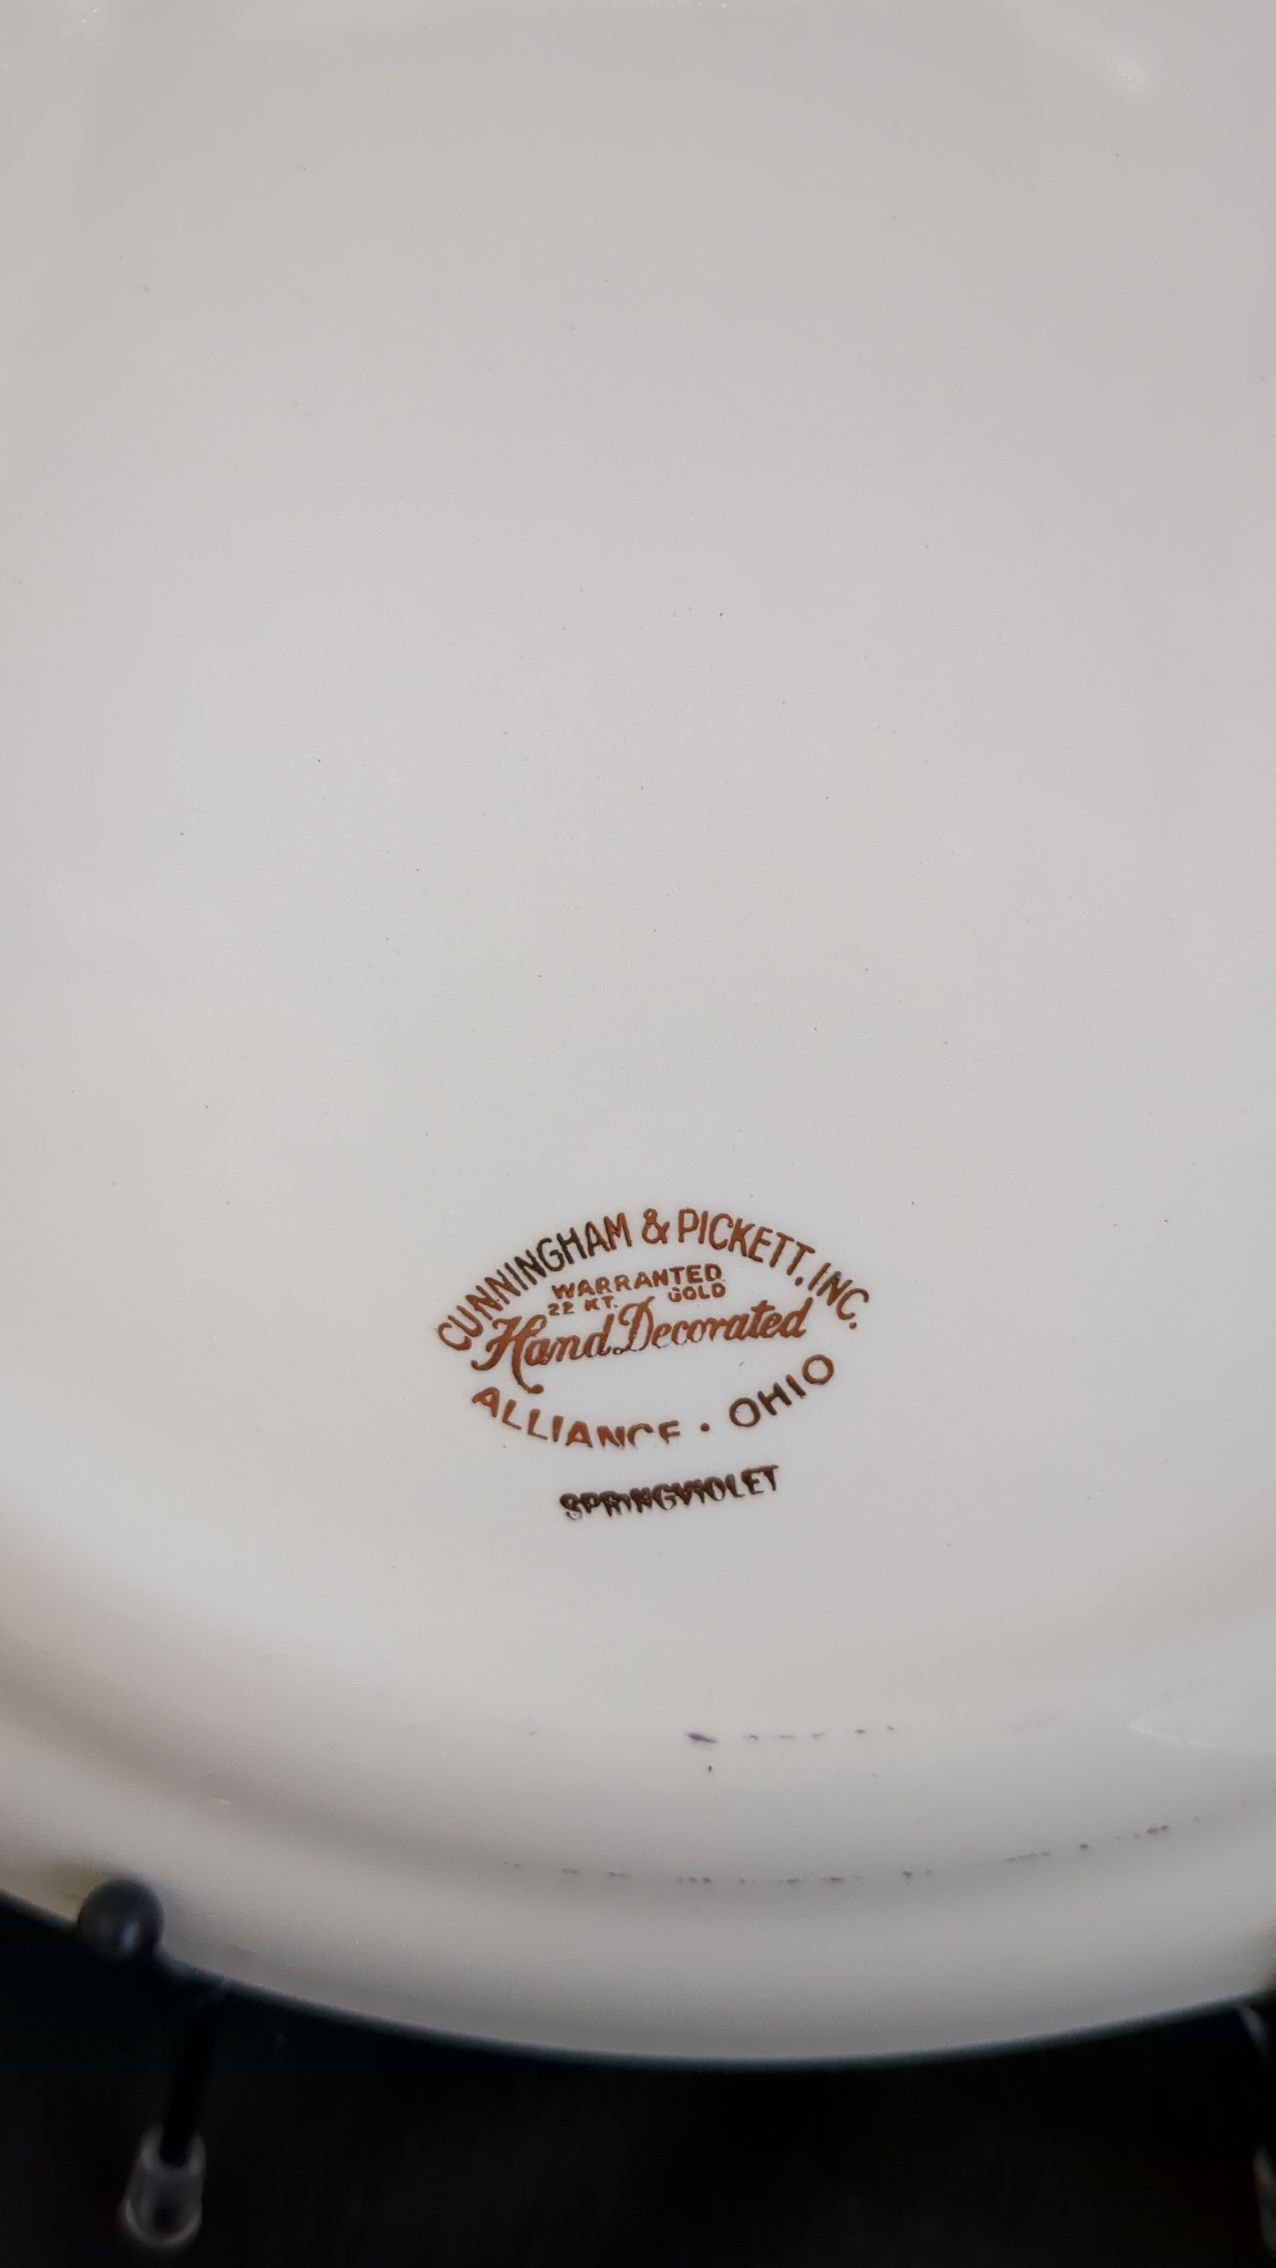 CUNNINGHAM & PICKETT, INC.
WARRANTED
22 KT. GOLD
Hand Decorated
ALLIANCE · OHIO
SPRINGVIOLET